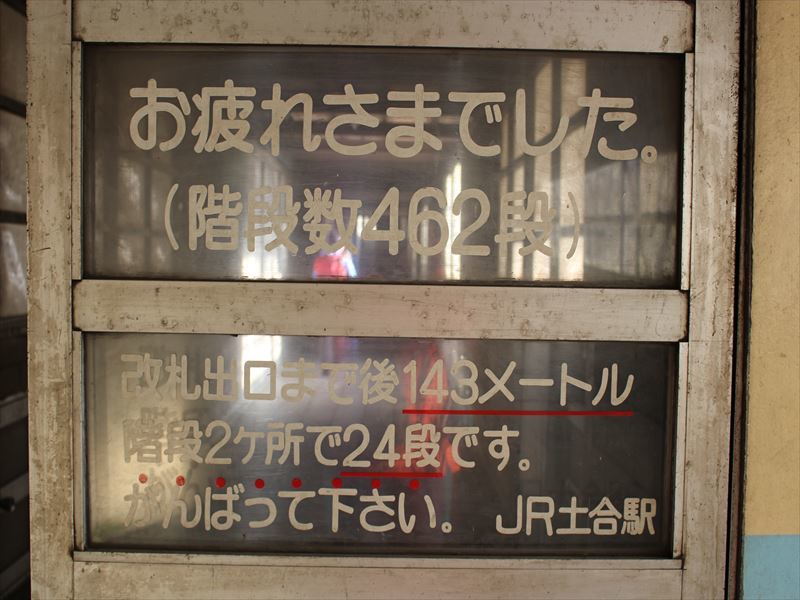 お疲れさまでした。
(階段数462段)
改札出口まで後143メートル
階段2ケ所で24段です。
がんばって下さい。 JR土合駅